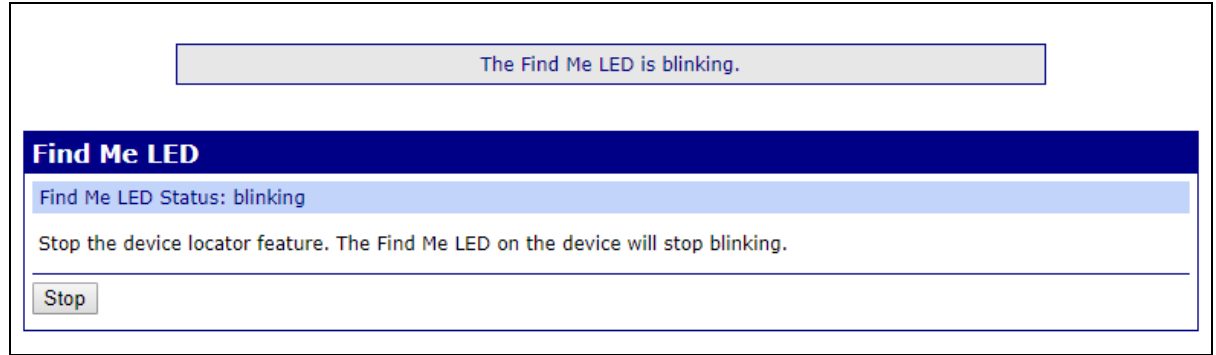 The Find Me LED is blinking.
Find Me LED
Find Me LED Status: blinking
Stop the device locator feature. The Find Me LED on the device will stop blinking.
Stop